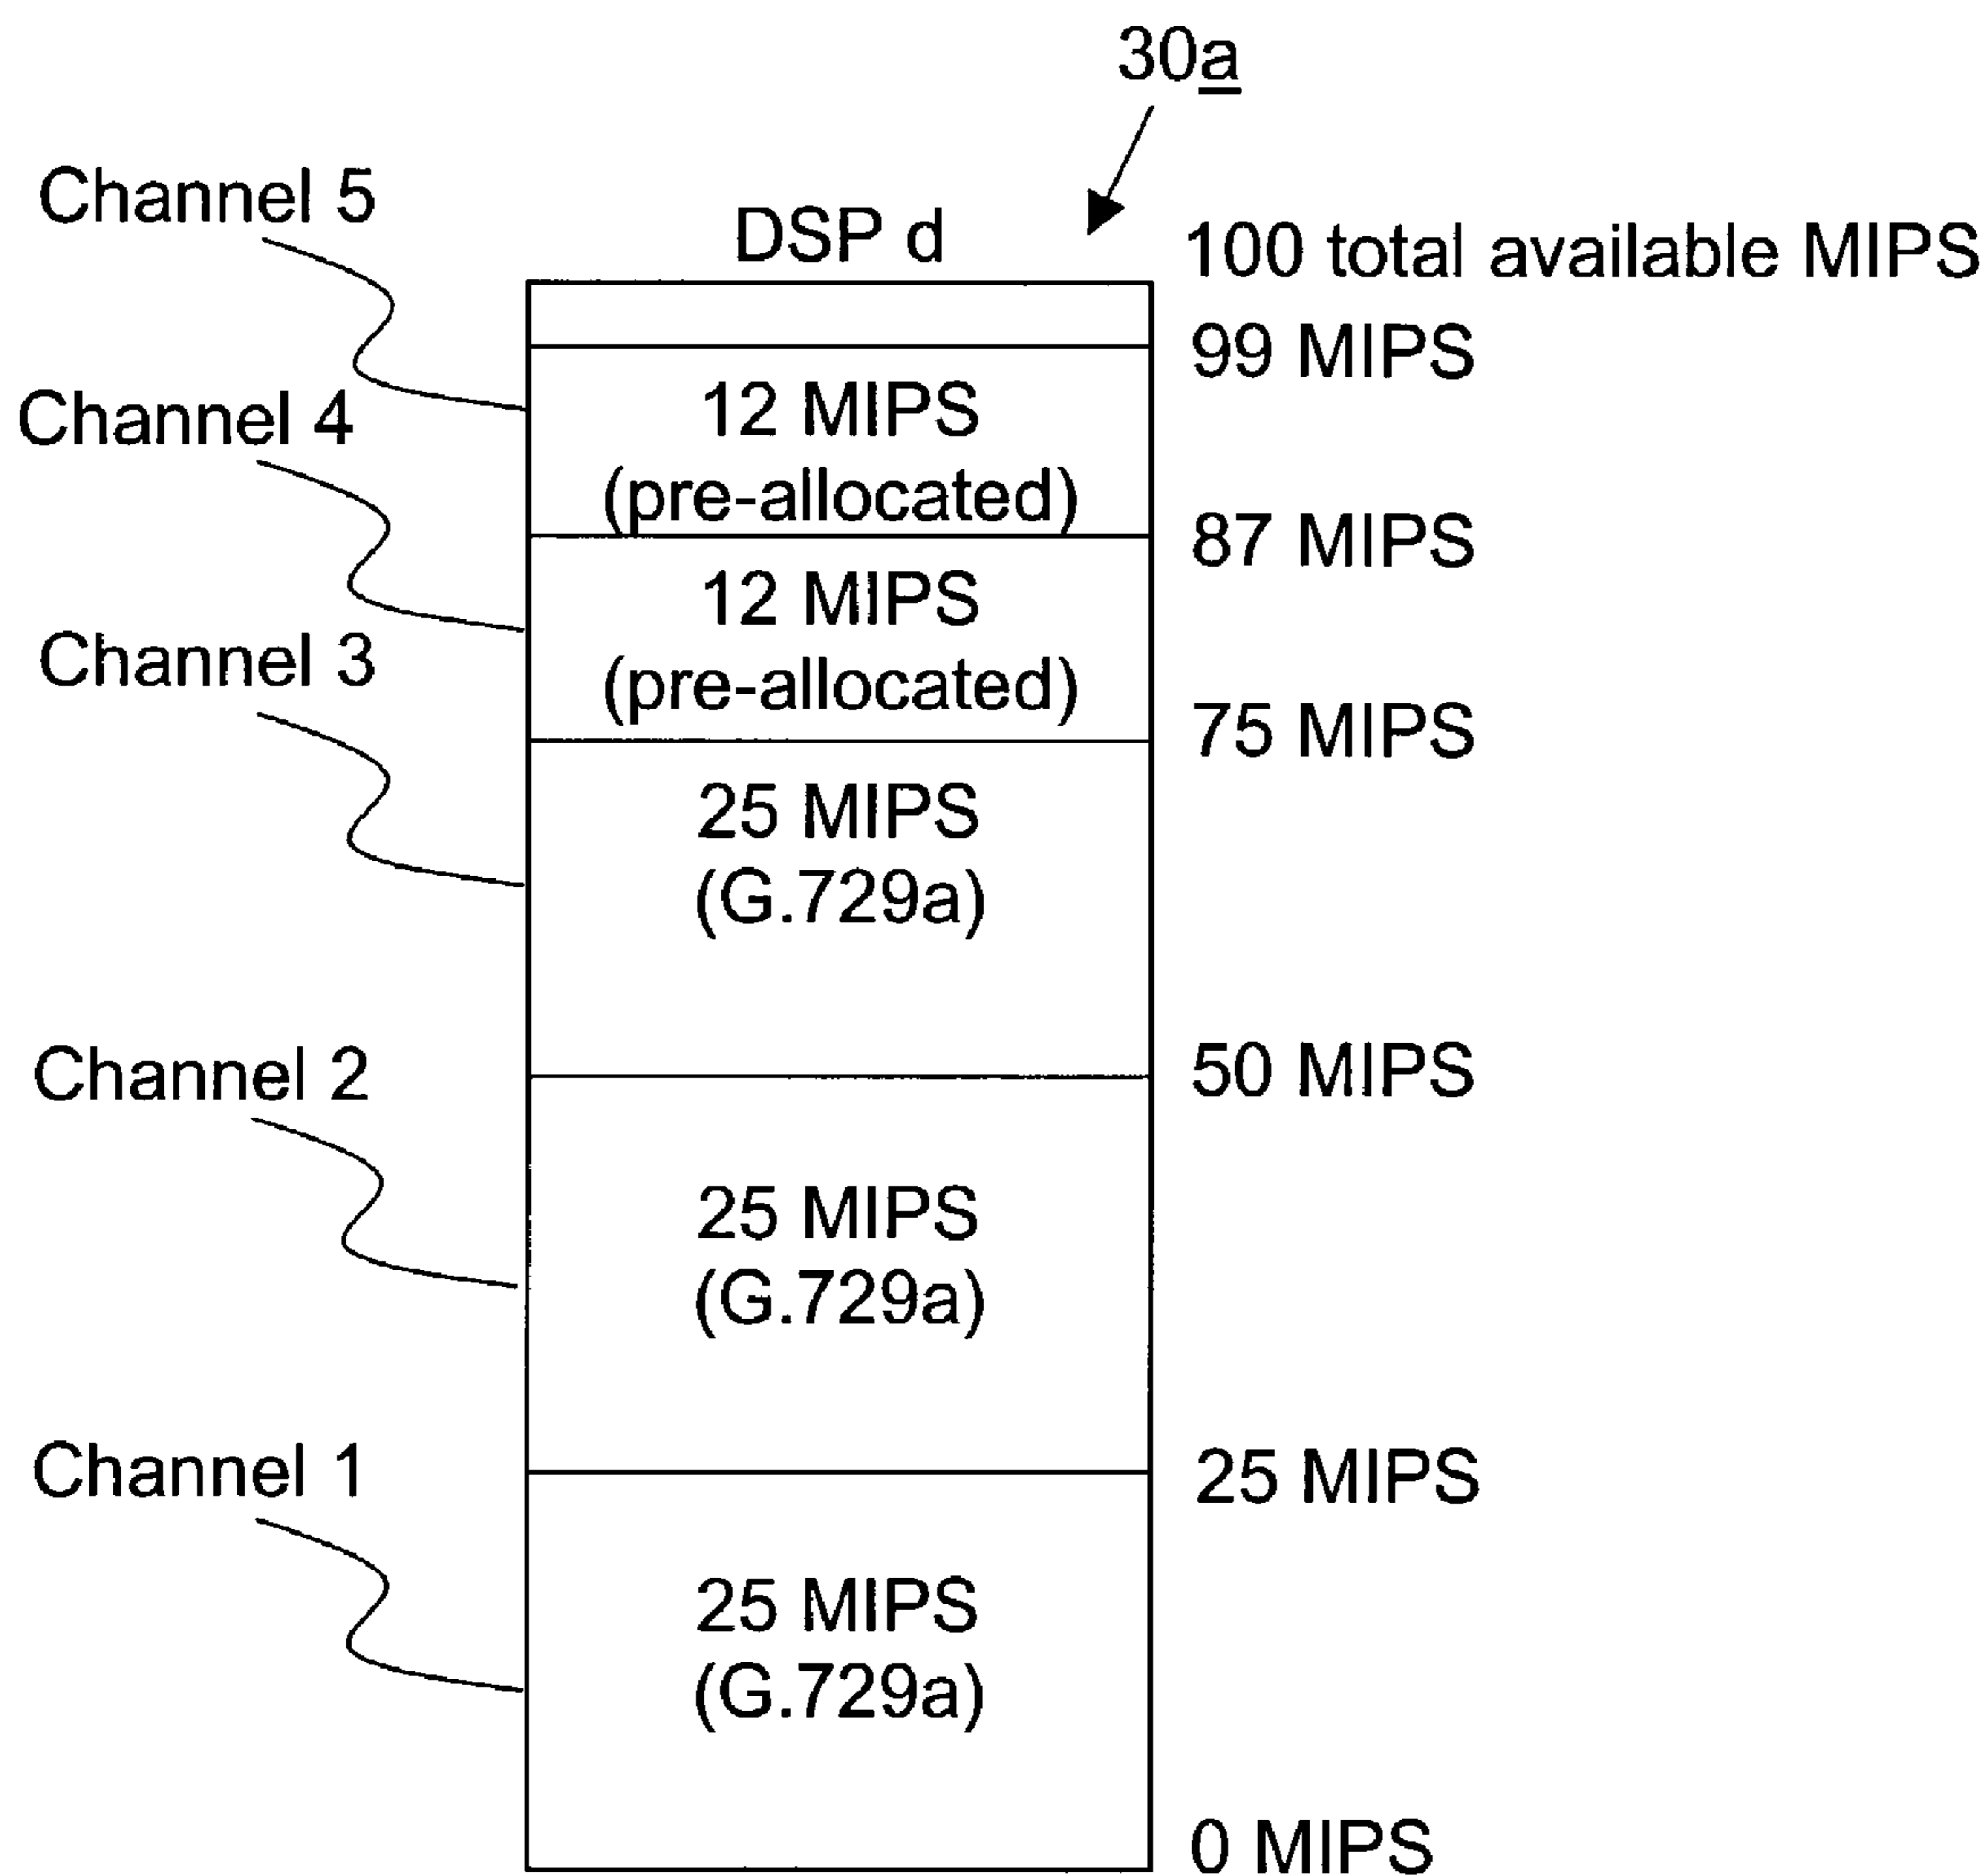 30a
Channel 5
DSP d
100 total available MIPS
99 MIPS
12 MIPS
(pre-allocated)
Channel 4
87 MIPS
12 MIPS
(pre-allocated)
Channel 3
75 MIPS
25 MIPS
(G.729a)
Channel 2
50 MIPS
25 MIPS
(G.729a)
Channel 1
25 MIPS
25 MIPS
(G.729a)
0 MIPS